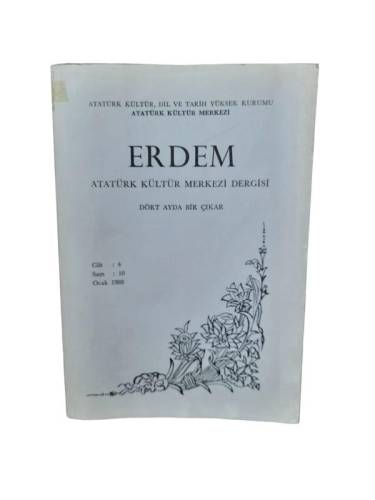 ATATÜRK KÜLTÜR, DİL VE TARİH YÜKSEK KURUMU
ATATÜRK KÜLTÜR MERKEZİ
ERDEM
ATATÜRK KÜLTÜR MERKEZİ DERGİSİ
DÖRT AYDA BİR ÇIKAR
Cilt : 4
Sayı : 10
Ocak 1988